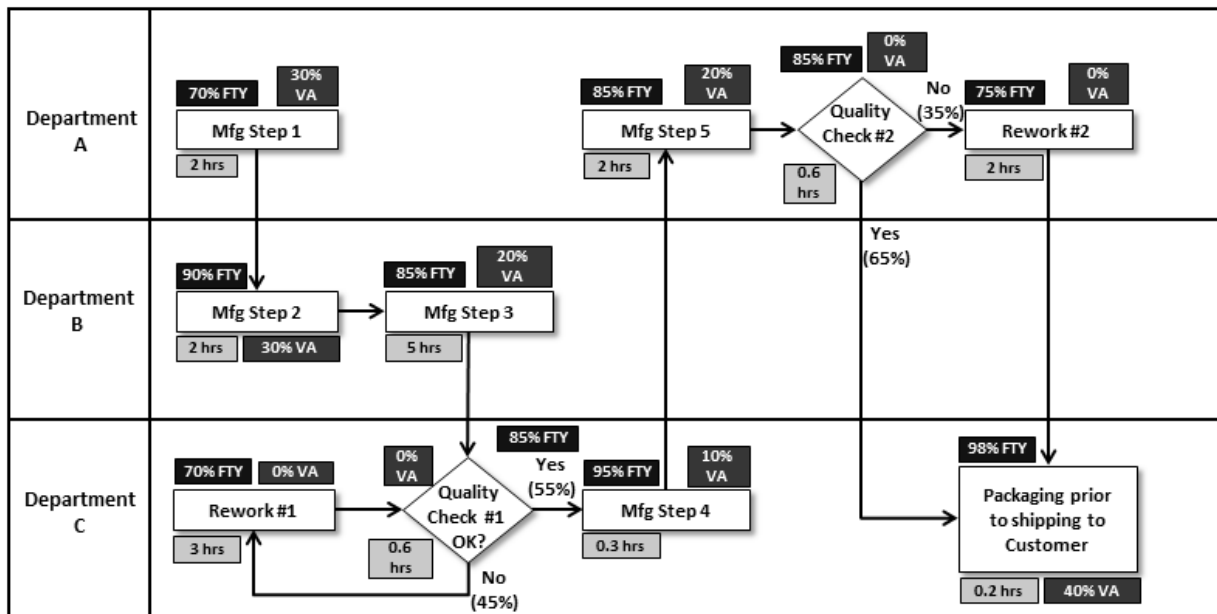 Department
A
70% FTY
30%
VA
Mfg Step 1
2 hrs
85% FTY
20%
VA
Mfg Step 5
2 hrs
85% FTY
0%
VA
Quality
Check #2
0.6
hrs
No
(35%)
75% FTY
0%
VA
Rework #2
2 hrs
Yes
(65%)
Department
B
90% FTY
Mfg Step 2
2 hrs
30% VA
85% FTY
20%
VA
Mfg Step 3
5 hrs
Department
C
70% FTY
0% VA
Rework #1
3 hrs
0%
VA
85% FTY
Quality
Check #1
OK?
0.6
hrs
Yes
(55%)
No
(45%)
95% FTY
10%
VA
Mfg Step 4
0.3 hrs
98% FTY
Packaging prior
to shipping to
Customer
0.2 hrs
40% VA